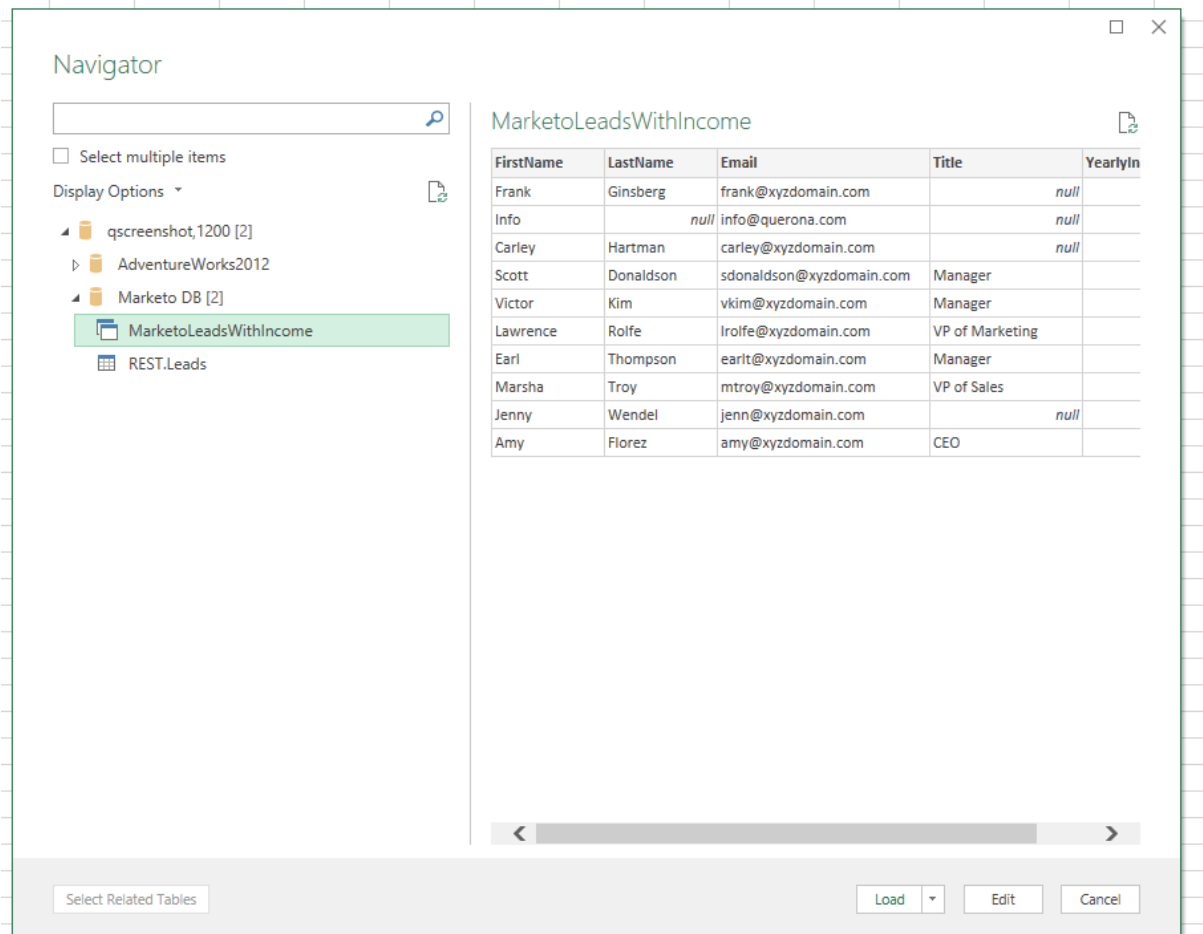 Navigator
Select multiple items
Display Options
qscreenshot,1200 [2]
AdventureWorks2012
Marketo DB [2]
MarketoLeadsWithIncome
REST.Leads
MarketoLeadsWithIncome
FirstName LastName Email Title YearlyIn
Frank Ginsberg frank@xyzdomain.com null
Info null info@querona.com null
Carley Hartman carley@xyzdomain.com null
Scott Donaldson sdonaldson@xyzdomain.com Manager
Victor Kim vkim@xyzdomain.com Manager
Lawrence Rolfe lrolfe@xyzdomain.com VP of Marketing
Earl Thompson earlt@xyzdomain.com Manager
Marsha Troy mtroy@xyzdomain.com VP of Sales
Jenny Wendel jenn@xyzdomain.com null
Amy Florez amy@xyzdomain.com CEO
Select Related Tables Load Edit Cancel